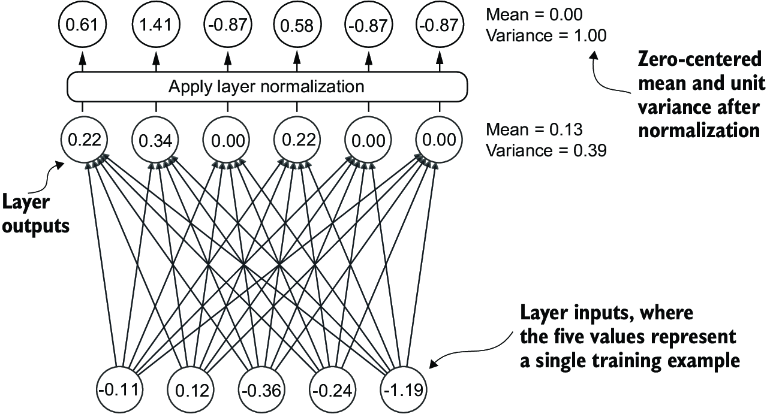 0.61 1.41 -0.87 0.58 -0.87 -0.87
Mean = 0.00
Variance = 1.00
Zero-centered
mean and unit
variance after
normalization
Apply layer normalization
0.22 0.34 0.00 0.22 0.00 0.00
Mean = 0.13
Variance = 0.39
Layer
outputs
Layer inputs, where
the five values represent
a single training example
-0.11 0.12 -0.36 -0.24 -1.19